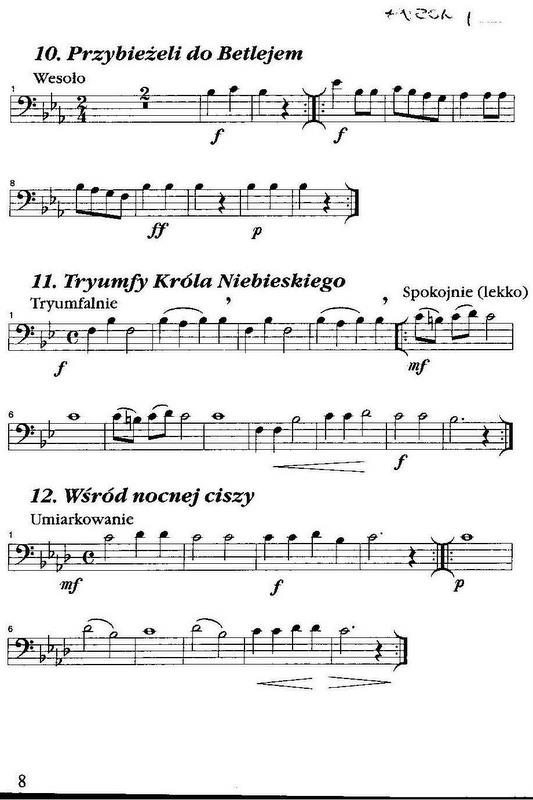 10. Przybieżeli do Betlejem
Wesoło
1
2
4
2
f
f
8
ff
p
11. Tryumfy Króla Niebieskiego
Tryumfalnie
Spokojnie (lekko)
1
f
mf
6
f
12. Wśród nocnej ciszy
Umiarkowanie
1
mf
f
p
6
8